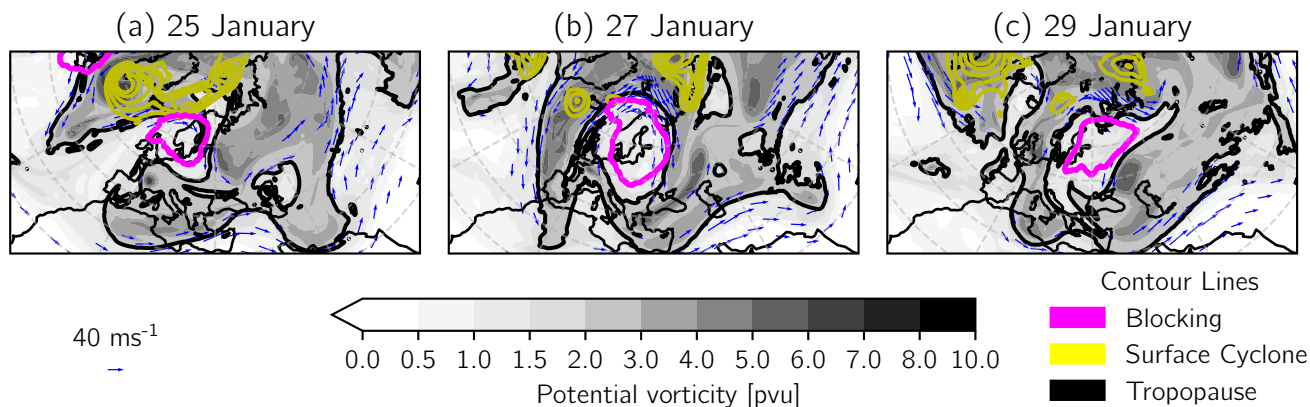 (a) 25 January
(b) 27 January
(c) 29 January
40 ms-1
0.0 0.5 1.0 1.5 2.0 3.0 4.0 5.0 6.0 7.0 8.0 10.0
Potential vorticity [pvu]
Contour Lines
Blocking
Surface Cyclone
Tropopause